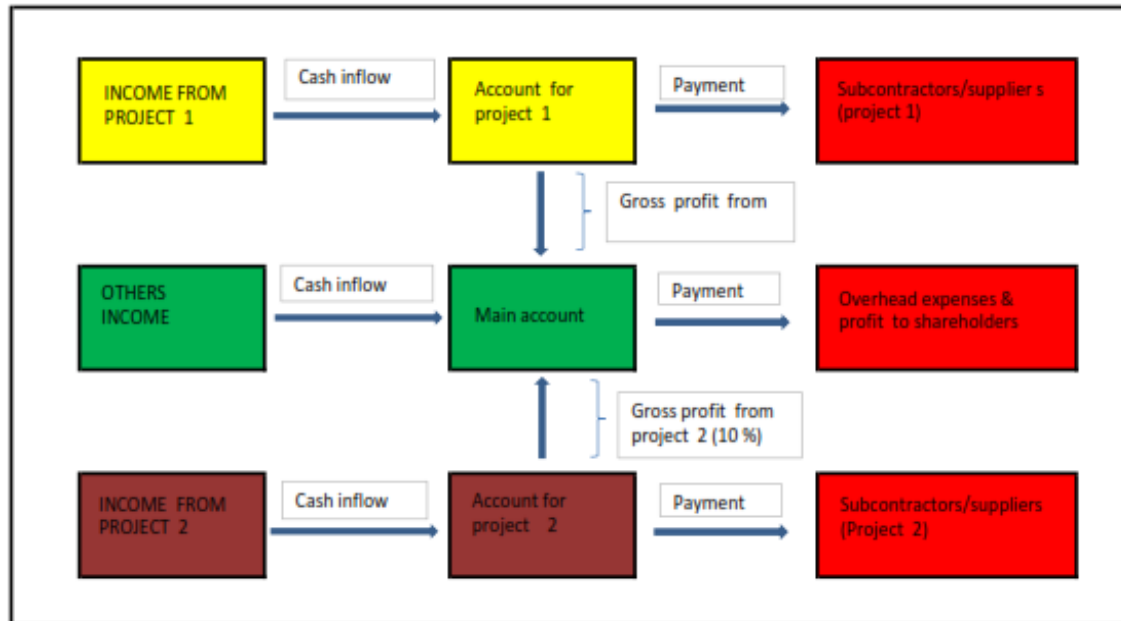 Cash inflow
Payment
INCOME FROM
PROJECT 1
Account for
project 1
Subcontractors/supplier s
(project 1)
Gross profit from
Cash inflow
Payment
OTHERS
INCOME
Main account
Overhead expenses &
profit to shareholders
Gross profit from
project 2 (10 %)
Cash inflow
Payment
INCOME FROM
PROJECT 2
Account for
project 2
Subcontractors/suppliers
(Project 2)